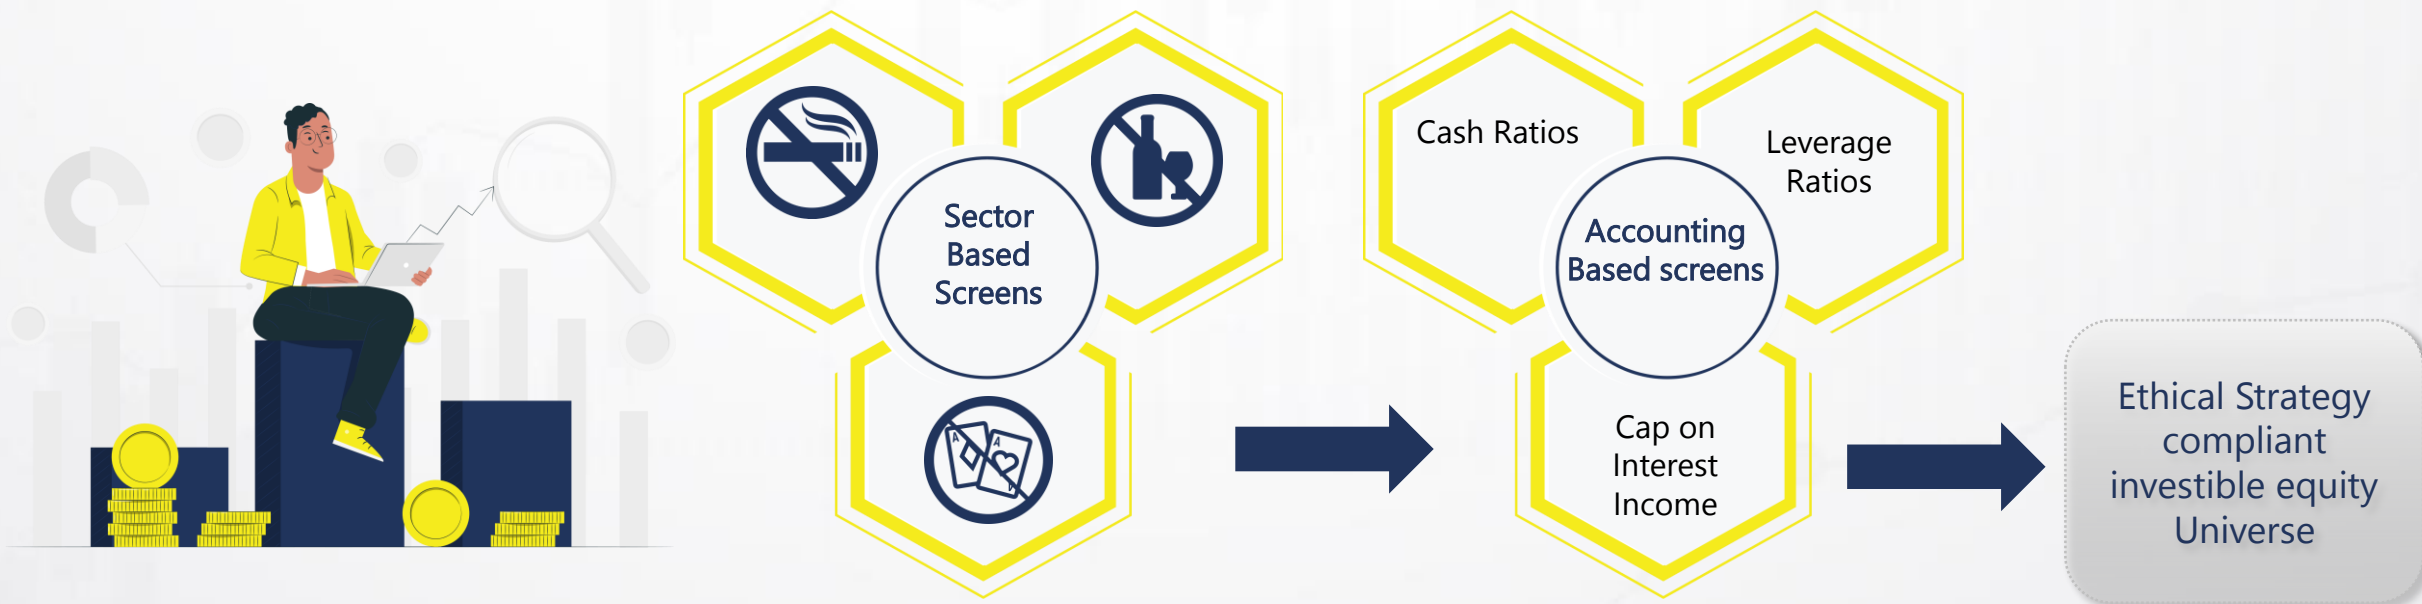 Sector
Based
Screens
Cash Ratios
Leverage
Ratios
Accounting
Based screens
Cap on
Interest
Income
Ethical Strategy
compliant
investible equity
Universe